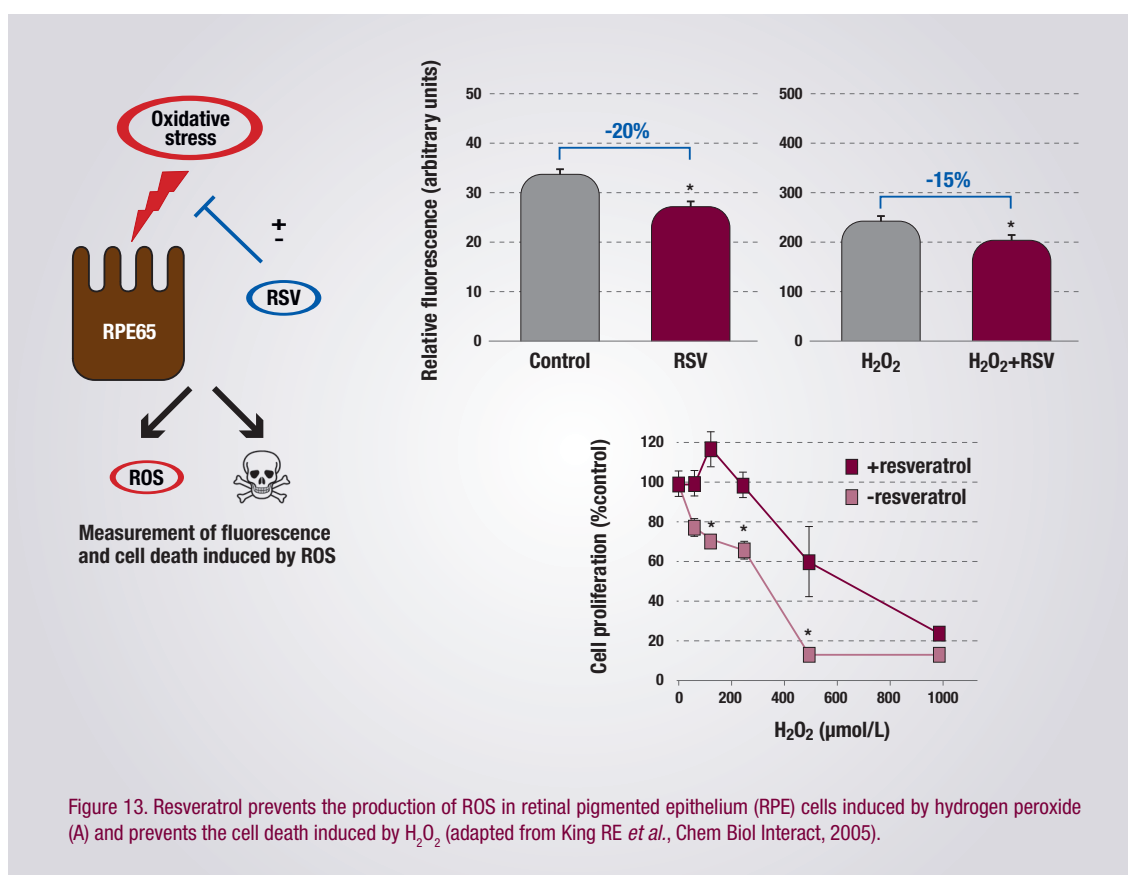 Oxidative
stress
+
-
RSV
RPE65
ROS
Measurement of fluorescence
and cell death induced by ROS
Relative fluorescence (arbitrary units)
50
40
30
20
10
0
-20%
*
Control
RSV
500
400
300
200
100
0
-15%
*
H₂O₂
H₂O₂+RSV
Cell proliferation (%control)
120
100
80
60
40
20
0
+resveratrol
-resveratrol
*
*
*
0
200
400
600
800
1000
H₂O₂ (µmol/L)
Figure 13. Resveratrol prevents the production of ROS in retinal pigmented epithelium (RPE) cells induced by hydrogen peroxide
(A) and prevents the cell death induced by H₂O₂ (adapted from King RE et al., Chem Biol Interact, 2005).